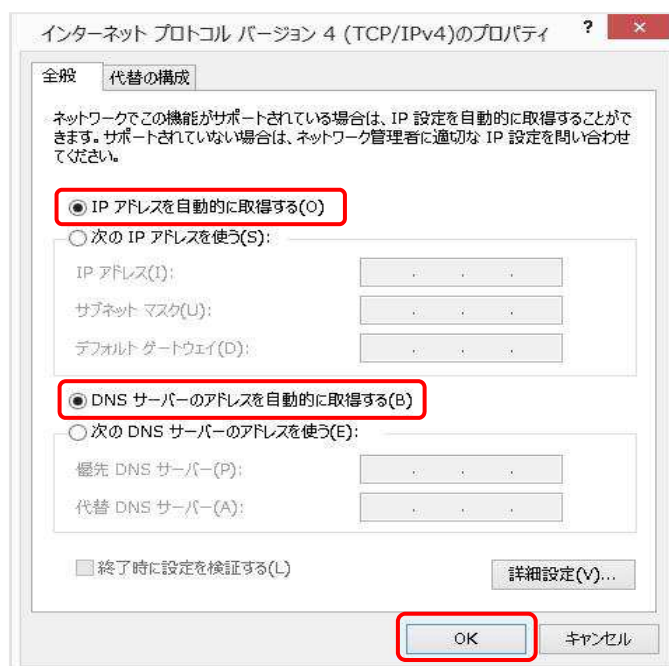 インターネット プロトコル バージョン 4 (TCP/IPv4)のプロパティ
?
×
全般
代替の構成
ネットワークでこの機能がサポートされている場合は、IP 設定を自動的に取得することがで
きます。サポートされていない場合は、ネットワーク管理者に適切な IP 設定を問い合わせ
てください。
IP アドレスを自動的に取得する(O)
次の IP アドレスを使う(S):
IP アドレス(I):
サブネット マスク(U):
デフォルト ゲートウェイ(D):
DNS サーバーのアドレスを自動的に取得する(B)
次の DNS サーバーのアドレスを使う(E):
優先 DNS サーバー(P):
代替 DNS サーバー(A):
終了時に設定を検証する(L)
詳細設定(V)...
OK
キャンセル